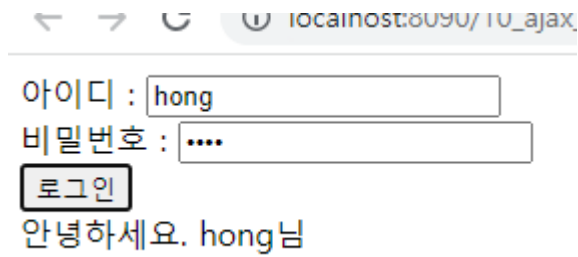 localhost:8090/10_ajax_
아이디 : hong
비밀번호 : ••••
로그인
안녕하세요. hong님